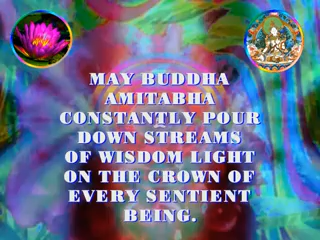 MAY BUDDHA
AMITABHA
CONSTANTLY POUR
DOWN STREAMS
OF WISDOM LIGHT
ON THE CROWN OF
EVERY SENTIENT
BEING.